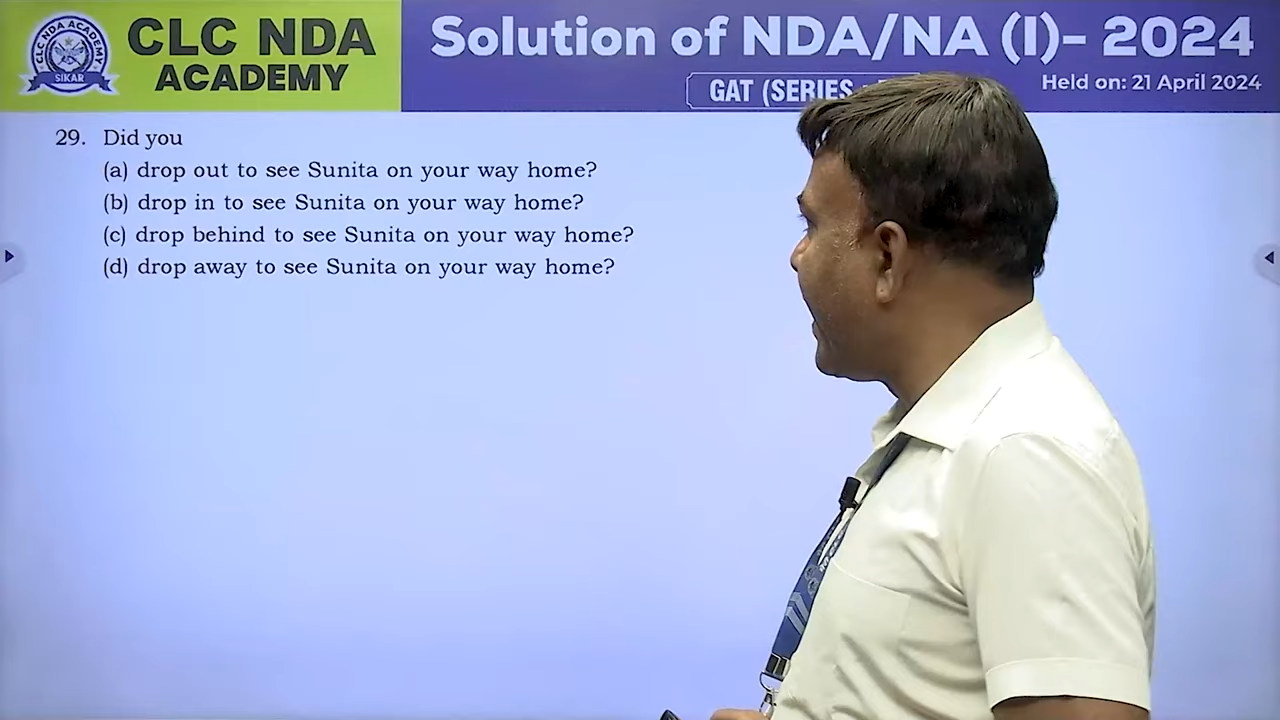 CLC NDA ACADEMY
SIKAR
CLC NDA
ACADEMY
Solution of NDA/NA (I)- 2024
GAT (SERIES
Held on: 21 April 2024
29. Did you
(a) drop out to see Sunita on your way home?
(b) drop in to see Sunita on your way home?
(c) drop behind to see Sunita on your way home?
(d) drop away to see Sunita on your way home?